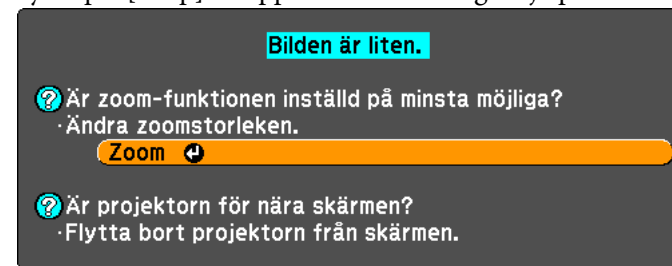 Bilden är liten.
Är zoom-funktionen inställd på minsta möjliga?
·Ändra zoomstorleken.
Zoom
Är projektorn för nära skärmen?
·Flytta bort projektorn från skärmen.